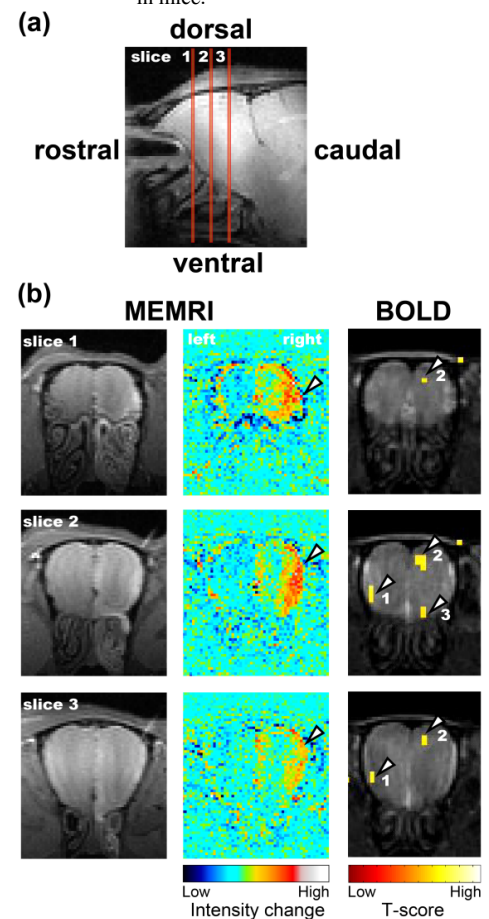 in mice.
(a)
dorsal
slice 1 2 3
rostral
caudal
ventral
(b)
MEMRI
BOLD
slice 1
left
right
2
slice 2
2
1
3
slice 3
2
1
Low
High
Low
High
Intensity change
T-score